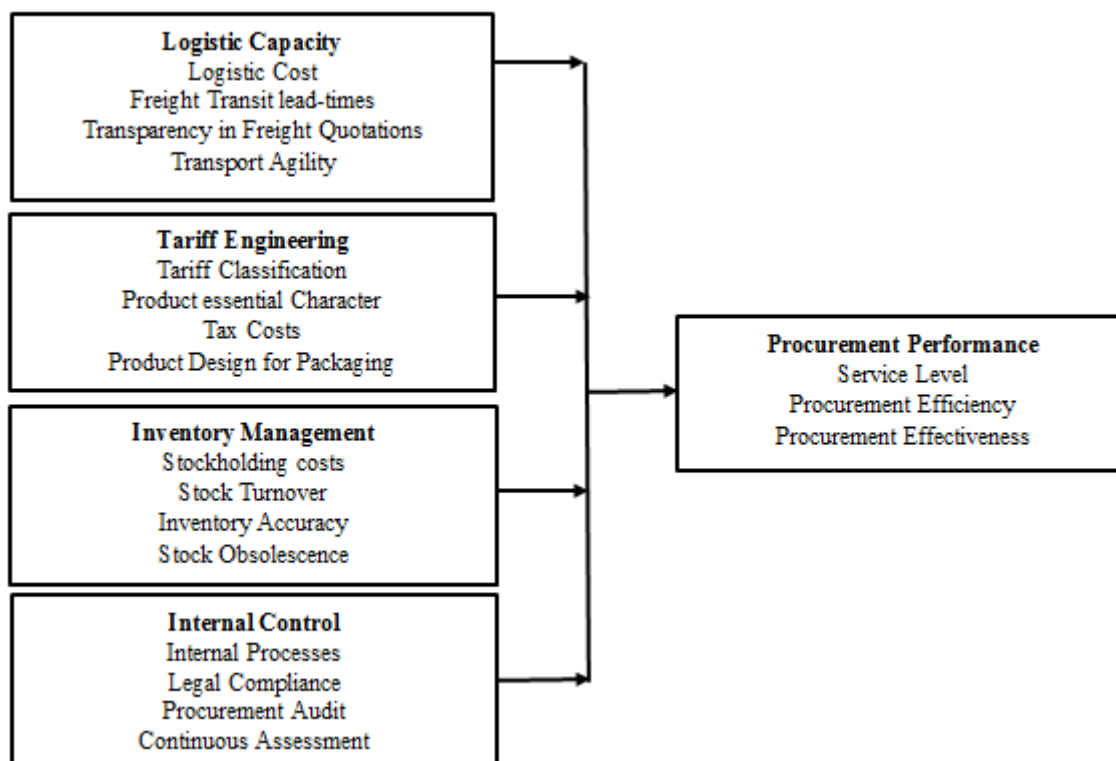 Logistic Capacity
Logistic Cost
Freight Transit lead-times
Transparency in Freight Quotations
Transport Agility
Tariff Engineering
Tariff Classification
Product essential Character
Tax Costs
Product Design for Packaging
Inventory Management
Stockholding costs
Stock Turnover
Inventory Accuracy
Stock Obsolescence
Internal Control
Internal Processes
Legal Compliance
Procurement Audit
Continuous Assessment
Procurement Performance
Service Level
Procurement Efficiency
Procurement Effectiveness